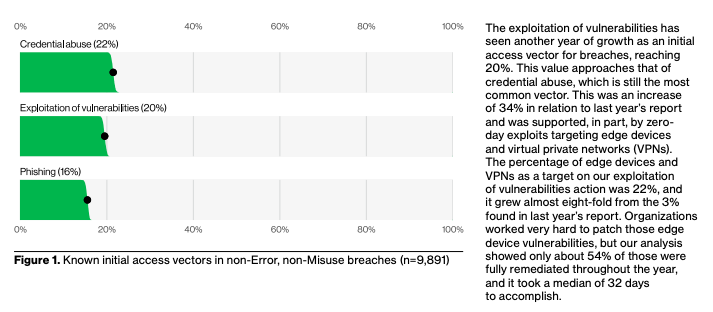 0% 20% 40% 60% 80% 100%
Credential abuse (22%)
Exploitation of vulnerabilities (20%)
Phishing (16%)
0% 20% 40% 60% 80% 100%
Figure 1. Known initial access vectors in non-Error, non-Misuse breaches (n=9,891)
The exploitation of vulnerabilities has
seen another year of growth as an initial
access vector for breaches, reaching
20%. This value approaches that of
credential abuse, which is still the most
common vector. This was an increase
of 34% in relation to last year’s report
and was supported, in part, by zero-
day exploits targeting edge devices
and virtual private networks (VPNs).
The percentage of edge devices and
VPNs as a target on our exploitation
of vulnerabilities action was 22%, and
it grew almost eight-fold from the 3%
found in last year’s report. Organizations
worked very hard to patch those edge
device vulnerabilities, but our analysis
showed only about 54% of those were
fully remediated throughout the year,
and it took a median of 32 days
to accomplish.